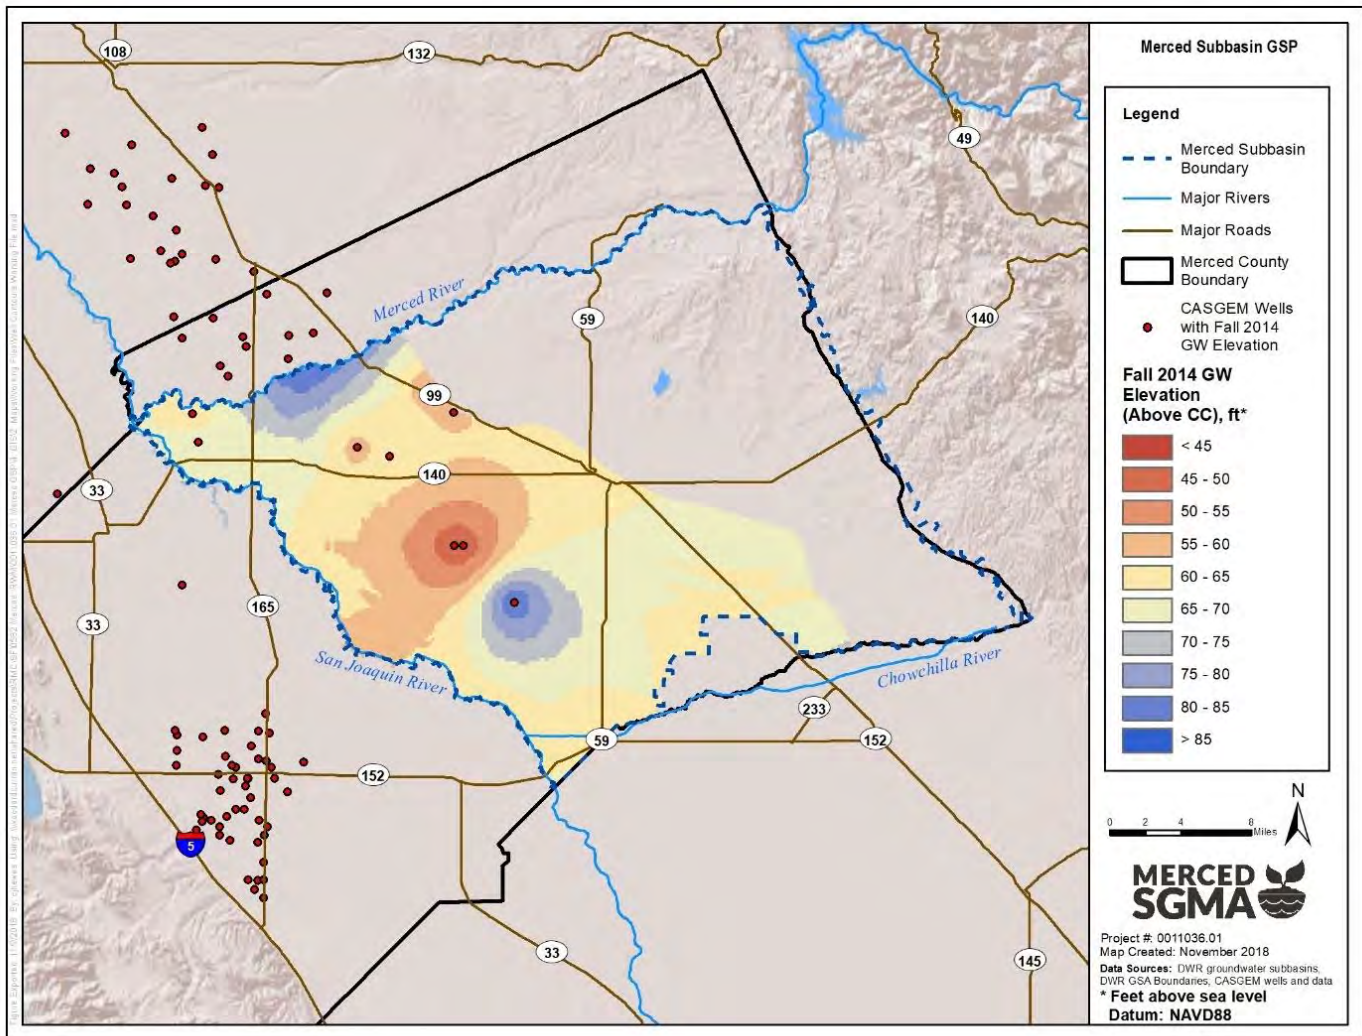 Merced Subbasin GSP
Legend
Merced Subbasin
Boundary
Major Rivers
Major Roads
Merced County
Boundary
CASGEM Wells
with Fall 2014
GW Elevation
Fall 2014 GW
Elevation
(Above CC), ft*
< 45
45 - 50
50 - 55
55 - 60
60 - 65
65 - 70
70 - 75
75 - 80
80 - 85
> 85
N
0 2 4 8
Miles
MERCED
SGMA
Project #: 0011036.01
Map Created: November 2018
Data Sources: DWR groundwater subbasins,
DWR GSA Boundaries, CASGEM wells and data
* Feet above sea level
Datum: NAVD88
108
132
49
Merced River
59
140
99
140
33
165
33
San Joaquin River
Chowchilla River
233
59
152
152
5
33
145